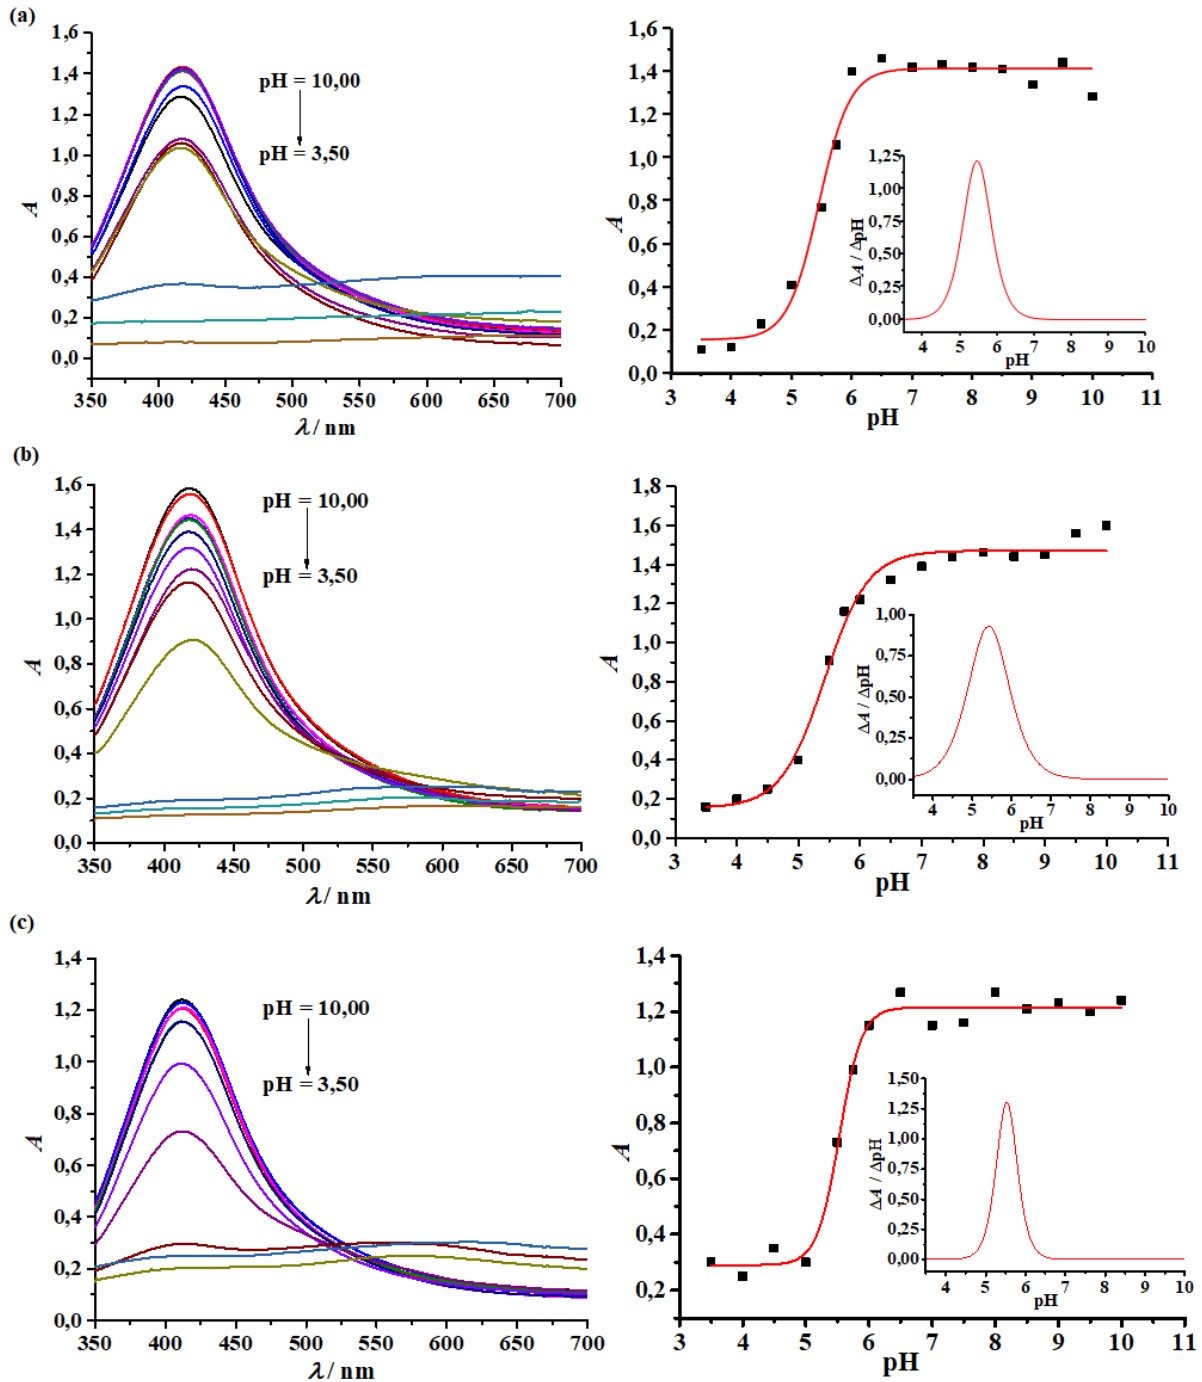 (a)
1,6
1,4
1,2
1,0
0,8
0,6
0,4
0,2
0,0
A
pH = 10,00
pH = 3,50
350 400 450 500 550 600 650 700
λ / nm
1,6
1,4
1,2
1,0
0,8
0,6
0,4
0,2
0,0
A
3 4 5 6 7 8 9 10 11
pH
1,25
1,00
0,75
0,50
0,25
0,00
ΔA / ΔpH
4 5 6 7 8 9 10
pH
(b)
1,6
1,4
1,2
1,0
0,8
0,6
0,4
0,2
0,0
A
pH = 10,00
pH = 3,50
350 400 450 500 550 600 650 700
λ / nm
1,8
1,6
1,4
1,2
1,0
0,8
0,6
0,4
0,2
0,0
A
3 4 5 6 7 8 9 10 11
pH
1,00
0,75
0,50
0,25
0,00
ΔA / ΔpH
4 5 6 7 8 9 10
pH
(c)
1,4
1,2
1,0
0,8
0,6
0,4
0,2
0,0
A
pH = 10,00
pH = 3,50
350 400 450 500 550 600 650 700
λ / nm
1,4
1,2
1,0
0,8
0,6
0,4
0,2
A
3 4 5 6 7 8 9 10 11
pH
1,50
1,25
1,00
0,75
0,50
0,25
0,00
ΔA / ΔpH
4 5 6 7 8 9 10
pH